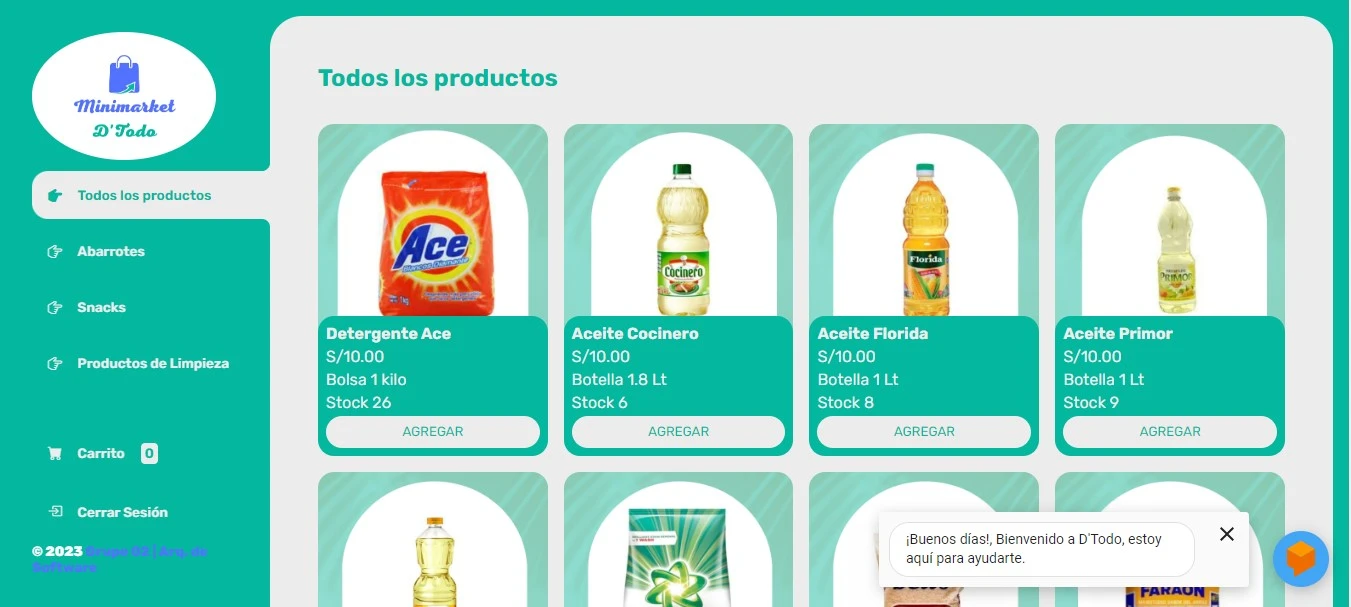 Minimarket
D'Todo
Todos los productos
Abarrotes
Snacks
Productos de Limpieza
Carrito 0
Cerrar Sesión
© 2023 Grupo 03 | Arq. de
Software
Todos los productos
Ace
Detergente Ace
S/10.00
Bolsa 1 kilo
Stock 26
AGREGAR
Cocinero
Aceite Cocinero
S/10.00
Botella 1.8 Lt
Stock 6
AGREGAR
Florida
Aceite Florida
S/10.00
Botella 1 Lt
Stock 8
AGREGAR
PRIMOR
Aceite Primor
S/10.00
Botella 1 Lt
Stock 9
AGREGAR
FARAON
¡Buenos días!, Bienvenido a D'Todo, estoy
aquí para ayudarte.